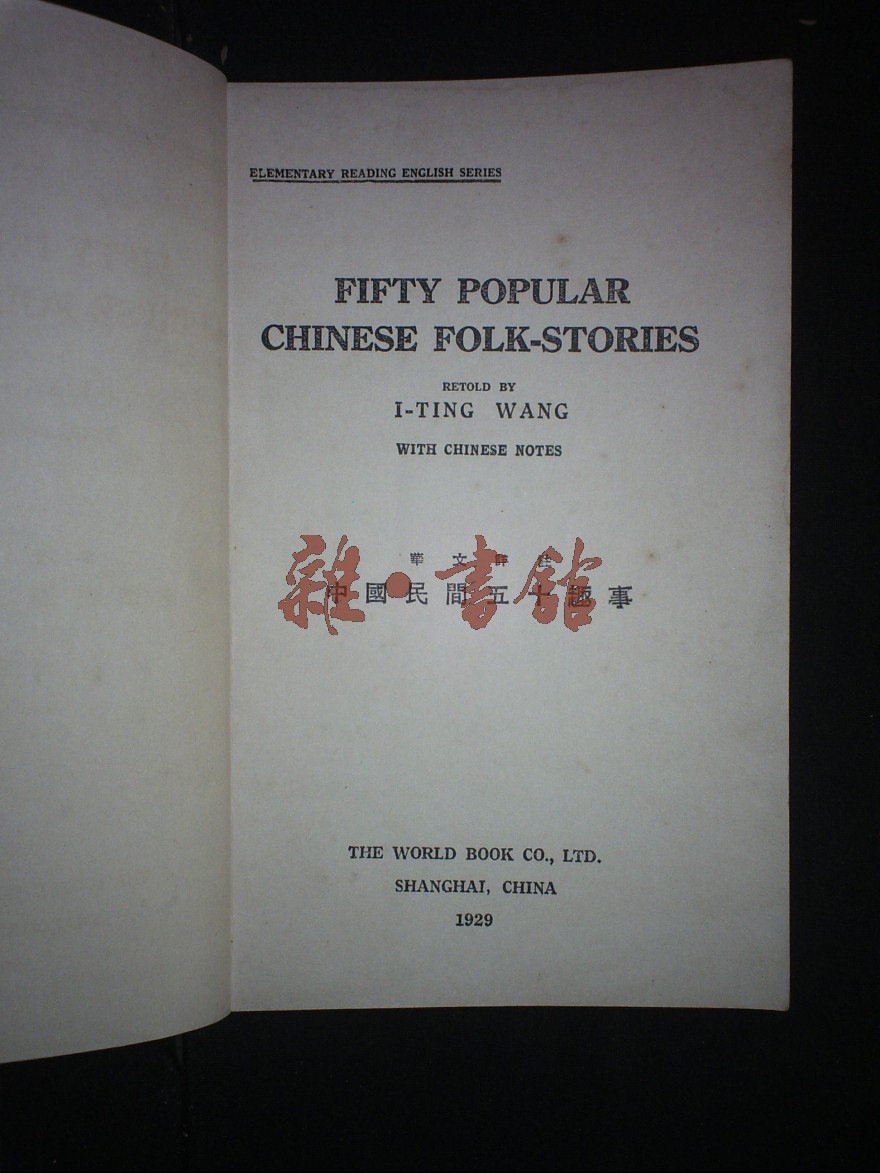 ELEMENTARY READING ENGLISH SERIES
FIFTY POPULAR
CHINESE FOLK-STORIES
RETOLD BY
I-TING WANG
WITH CHINESE NOTES
華文詳註
中國民間五十趣事
雜·書館
THE WORLD BOOK CO., LTD.
SHANGHAI, CHINA
1929